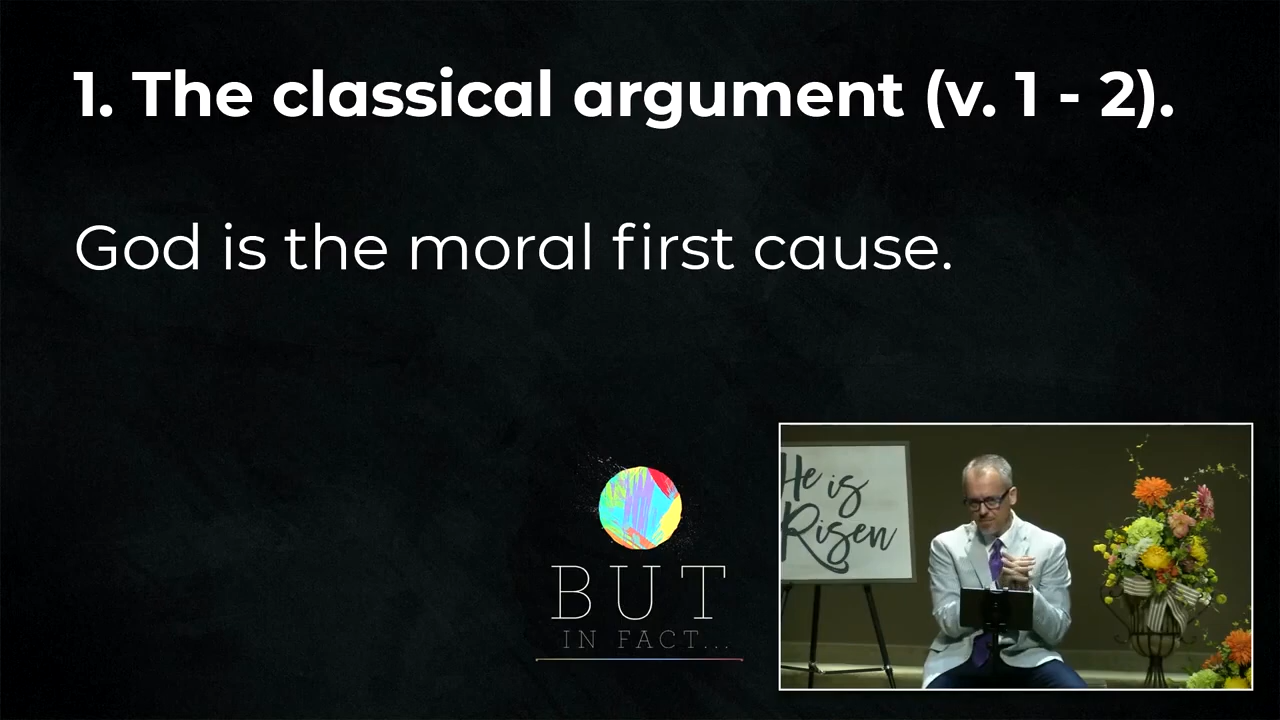 1. The classical argument (v. 1 - 2).
God is the moral first cause.
He is
Risen
BUT
IN FACT...